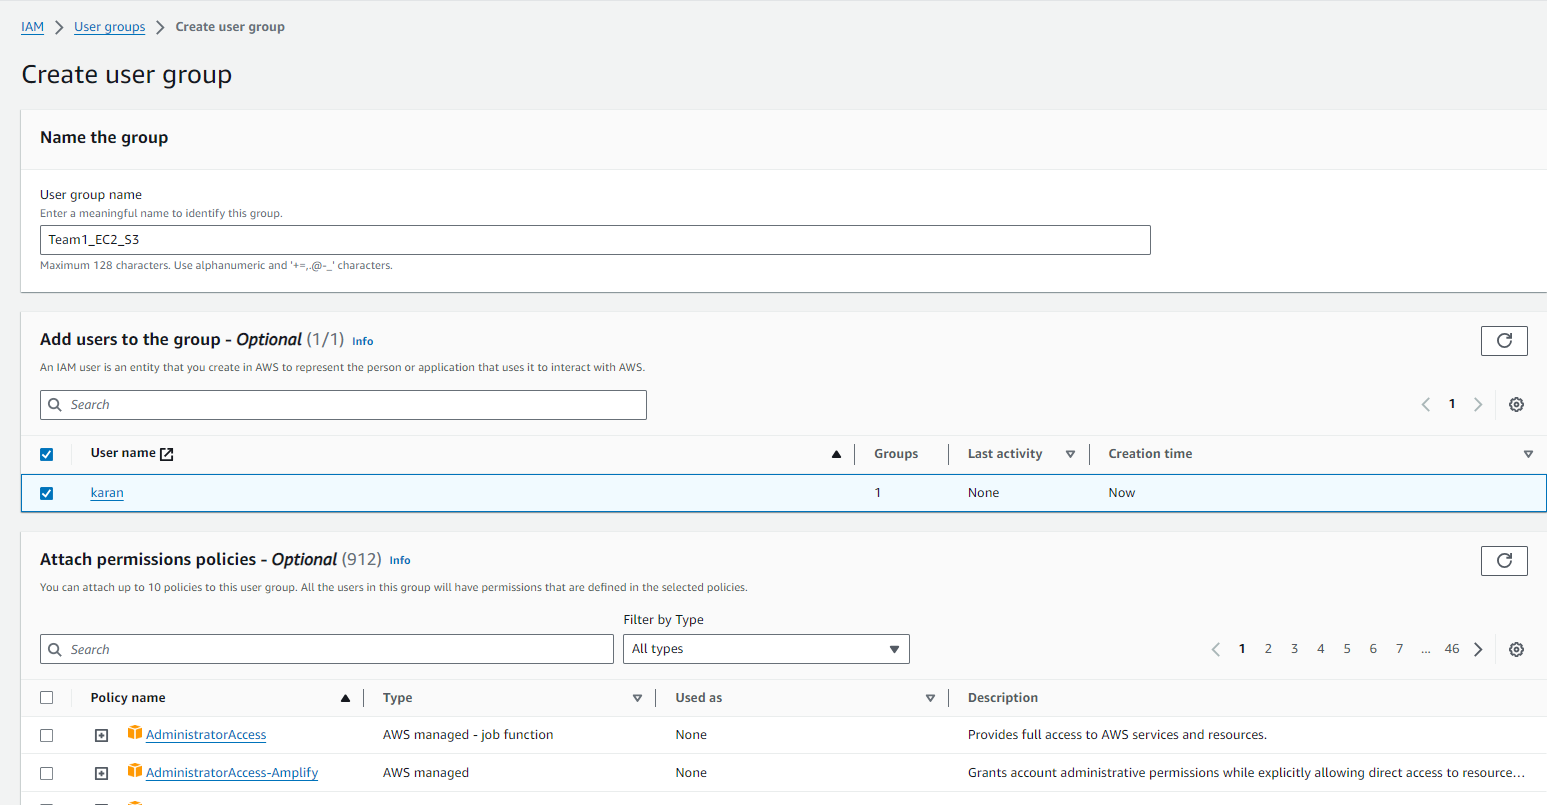 IAM > User groups > Create user group
Create user group
Name the group
User group name
Enter a meaningful name to identify this group.
Team1_EC2_S3
Maximum 128 characters. Use alphanumeric and '+=,.@-_' characters.
Add users to the group - Optional (1/1) Info
An IAM user is an entity that you create in AWS to represent the person or application that uses it to interact with AWS.
Search
1
User name Groups Last activity Creation time
karan 1 None Now
Attach permissions policies - Optional (912) Info
You can attach up to 10 policies to this user group. All the users in this group will have permissions that are defined in the selected policies.
Filter by Type
Search All types 1 2 3 4 5 6 7 ... 46
Policy name Type Used as Description
AdministratorAccess AWS managed - job function None Provides full access to AWS services and resources.
AdministratorAccess-Amplify AWS managed None Grants account administrative permissions while explicitly allowing direct access to resource…